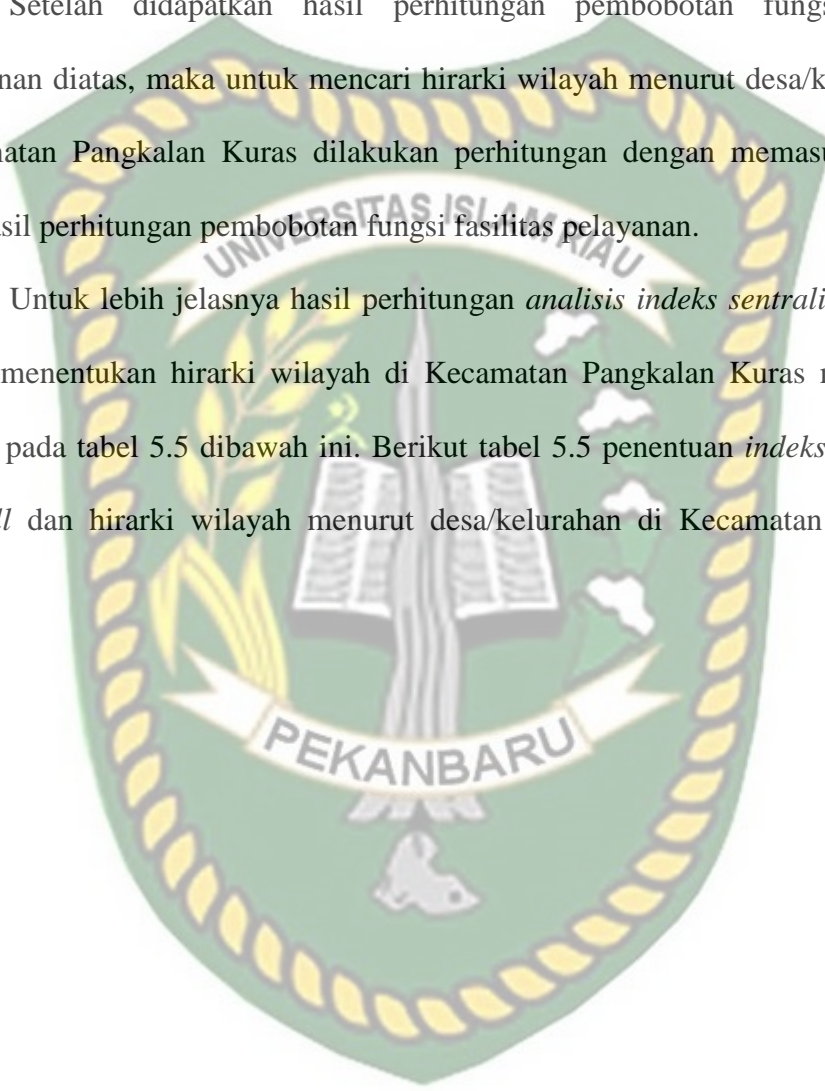 Setelah didapatkan hasil perhitungan pembobotan fungs
nan diatas, maka untuk mencari hirarki wilayah menurut desa/k
natan Pangkalan Kuras dilakukan perhitungan dengan memasu
asil perhitungan pembobotan fungsi fasilitas pelayanan.
UNIVERSITAS ISLAM RIAU
Untuk lebih jelasnya hasil perhitungan analisis indeks sentrali
menentukan hirarki wilayah di Kecamatan Pangkalan Kuras
pada tabel 5.5 dibawah ini. Berikut tabel 5.5 penentuan indeks
ll dan hirarki wilayah menurut desa/kelurahan di Kecamatan
PEKANBARU